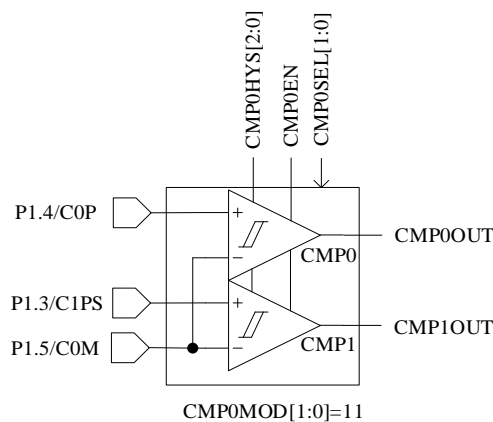 CMP0HYS[2:0]
CMP0EN
CMP0SEL[1:0]
P1.4/C0P
+
−
CMP0
CMP0OUT
P1.3/C1PS
+
P1.5/C0M
−
CMP1
CMP1OUT
CMP0MOD[1:0]=11